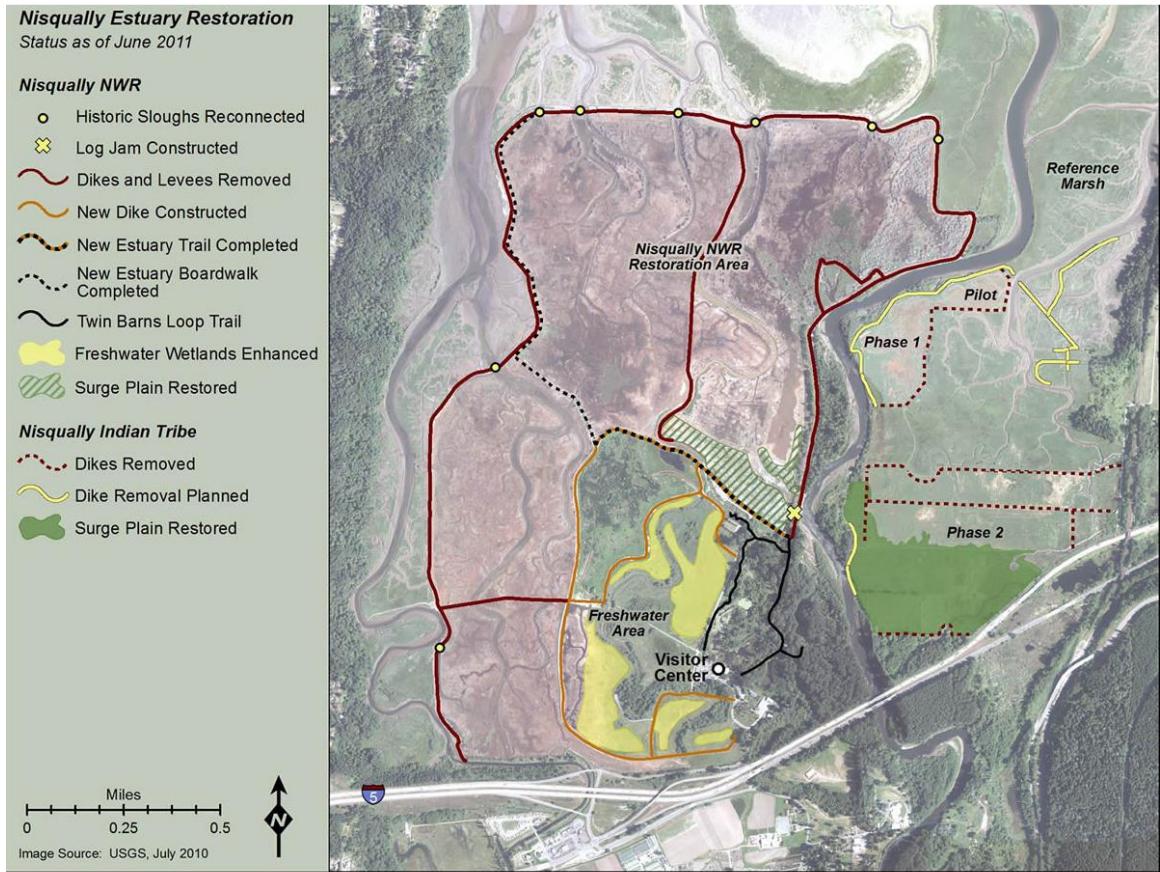 Nisqually Estuary Restoration
Status as of June 2011
Nisqually NWR
Historic Sloughs Reconnected
Log Jam Constructed
Dikes and Levees Removed
New Dike Constructed
New Estuary Trail Completed
New Estuary Boardwalk
Completed
Twin Barns Loop Trail
Freshwater Wetlands Enhanced
Surge Plain Restored
Nisqually Indian Tribe
Dikes Removed
Dike Removal Planned
Surge Plain Restored
Miles
0 0.25 0.5
N
Image Source: USGS, July 2010
Reference
Marsh
Nisqually NWR
Restoration Area
Pilot
Phase 1
Phase 2
Freshwater
Area
Visitor
Center
5